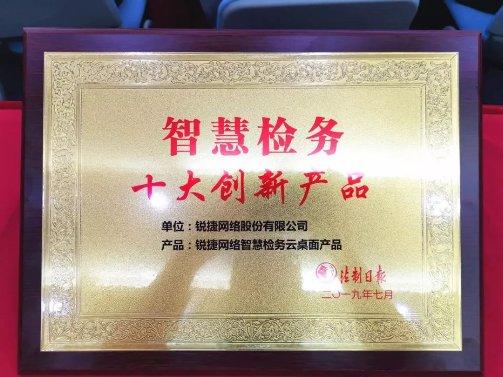 智慧检务
十大创新产品
单位：锐捷网络股份有限公司
产品：锐捷网络智慧检务云桌面产品
法制日报
二〇一九年七月